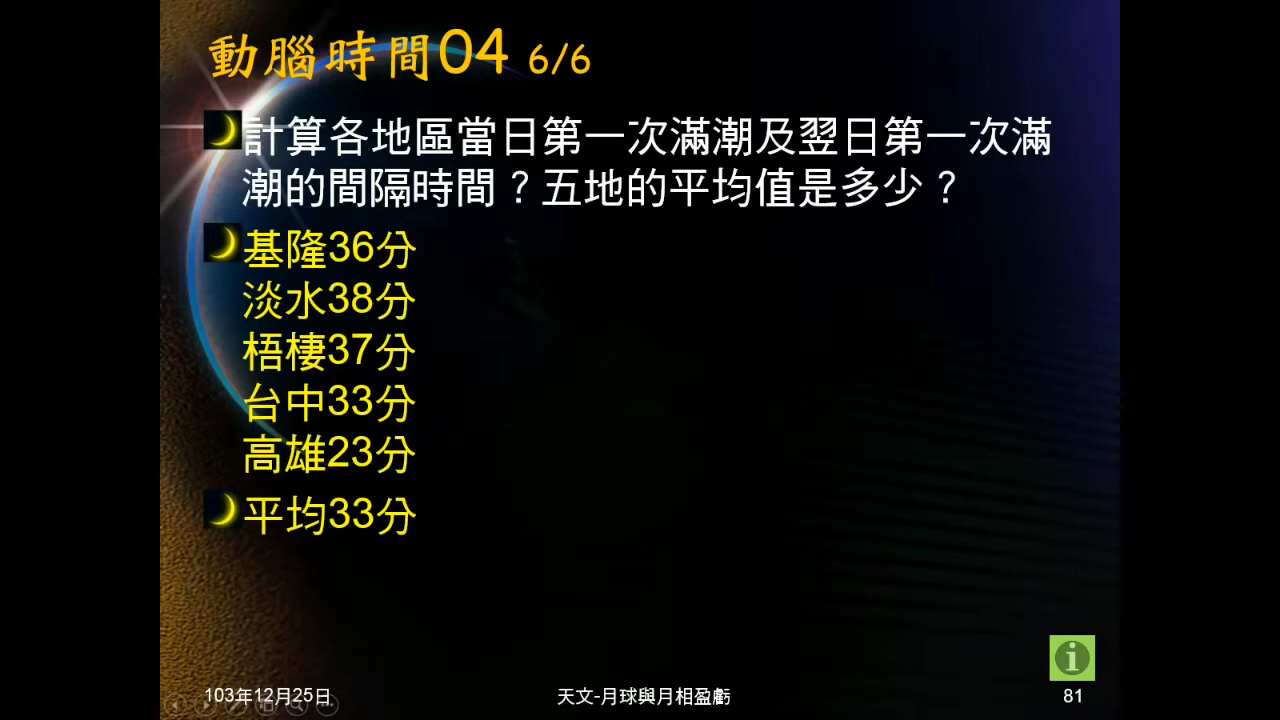 動腦時間04 6/6
計算各地區當日第一次滿潮及翌日第一次滿
潮的間隔時間？五地的平均值是多少？
基隆36分
淡水38分
梧棲37分
台中33分
高雄23分
平均33分
103年12月25日
天文-月球與月相盈虧
81